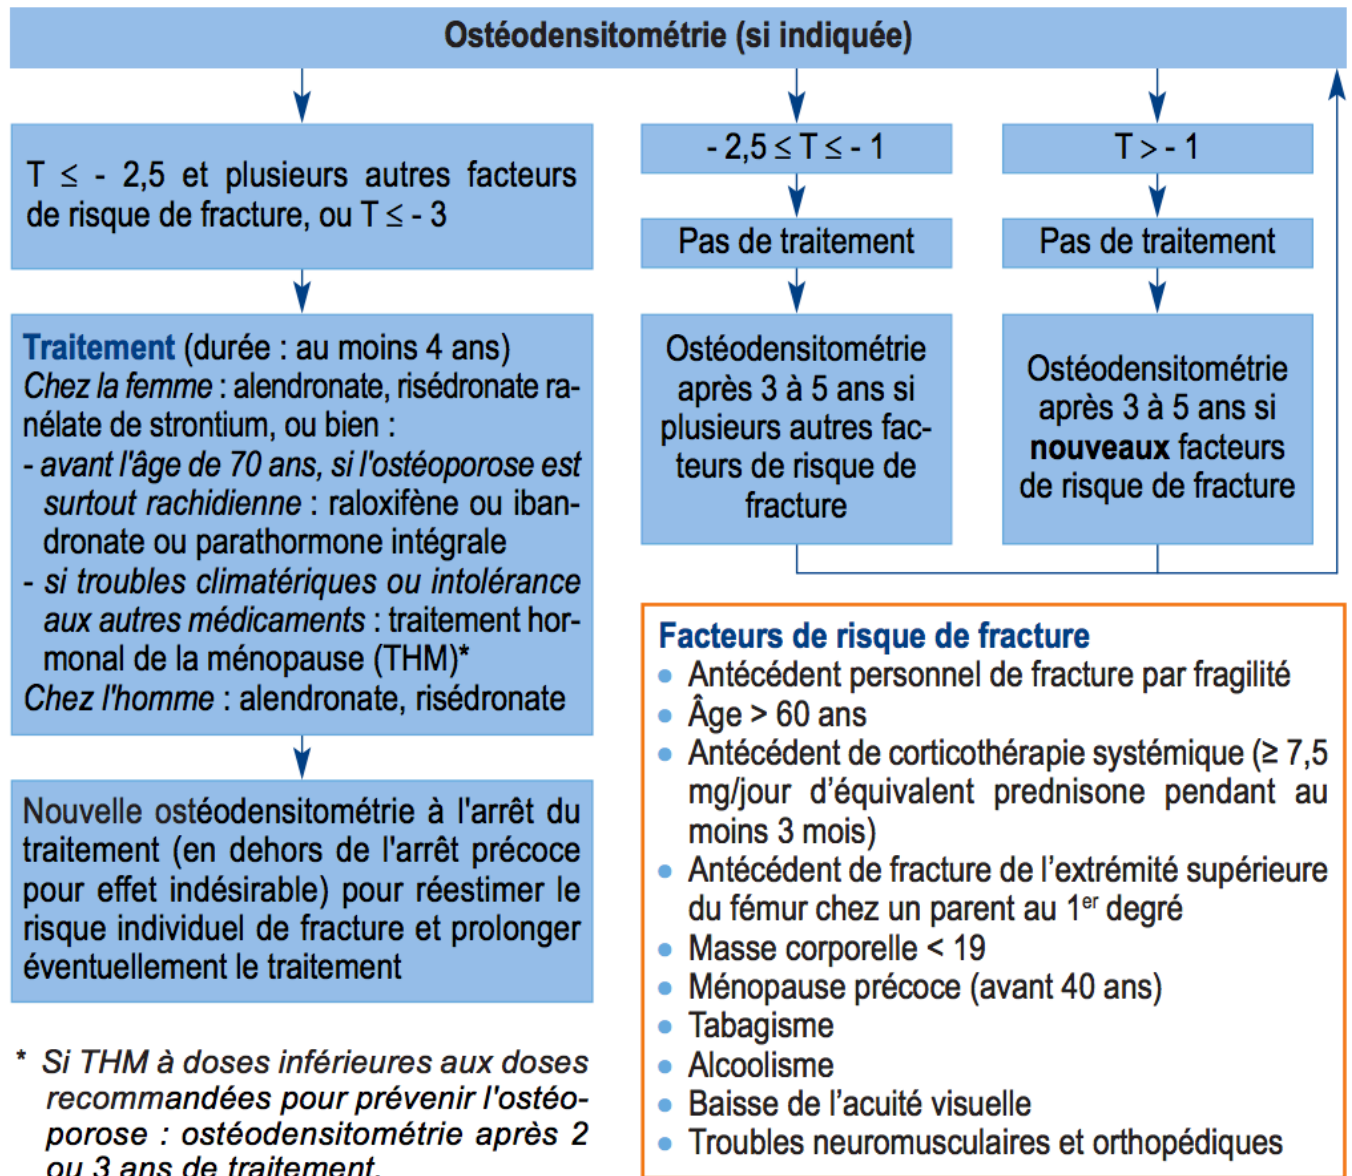 Ostéodensitométrie (si indiquée)
T ≤ - 2,5 et plusieurs autres facteurs
de risque de fracture, ou T ≤ - 3
Traitement (durée : au moins 4 ans)
Chez la femme : alendronate, risédronate ra-
nélate de strontium, ou bien :
- avant l'âge de 70 ans, si l'ostéoporose est
surtout rachidienne : raloxifène ou iban-
dronate ou parathormone intégrale
- si troubles climatériques ou intolérance
aux autres médicaments : traitement hor-
monal de la ménopause (THM)*
Chez l'homme : alendronate, risédronate
Nouvelle ostéodensitométrie à l'arrêt du
traitement (en dehors de l'arrêt précoce
pour effet indésirable) pour réestimer le
risque individuel de fracture et prolonger
éventuellement le traitement
* Si THM à doses inférieures aux doses
recommandées pour prévenir l'ostéo-
porose : ostéodensitométrie après 2
ou 3 ans de traitement.
- 2,5 ≤ T ≤ - 1
Pas de traitement
Ostéodensitométrie
après 3 à 5 ans si
plusieurs autres fac-
teurs de risque de
fracture
T > - 1
Pas de traitement
Ostéodensitométrie
après 3 à 5 ans si
nouveaux facteurs
de risque de fracture
Facteurs de risque de fracture
• Antécédent personnel de fracture par fragilité
• Âge > 60 ans
• Antécédent de corticothérapie systémique (≥ 7,5
mg/jour d’équivalent prednisone pendant au
moins 3 mois)
• Antécédent de fracture de l’extrémité supérieure
du fémur chez un parent au 1er degré
• Masse corporelle < 19
• Ménopause précoce (avant 40 ans)
• Tabagisme
• Alcoolisme
• Baisse de l’acuité visuelle
• Troubles neuromusculaires et orthopédiques